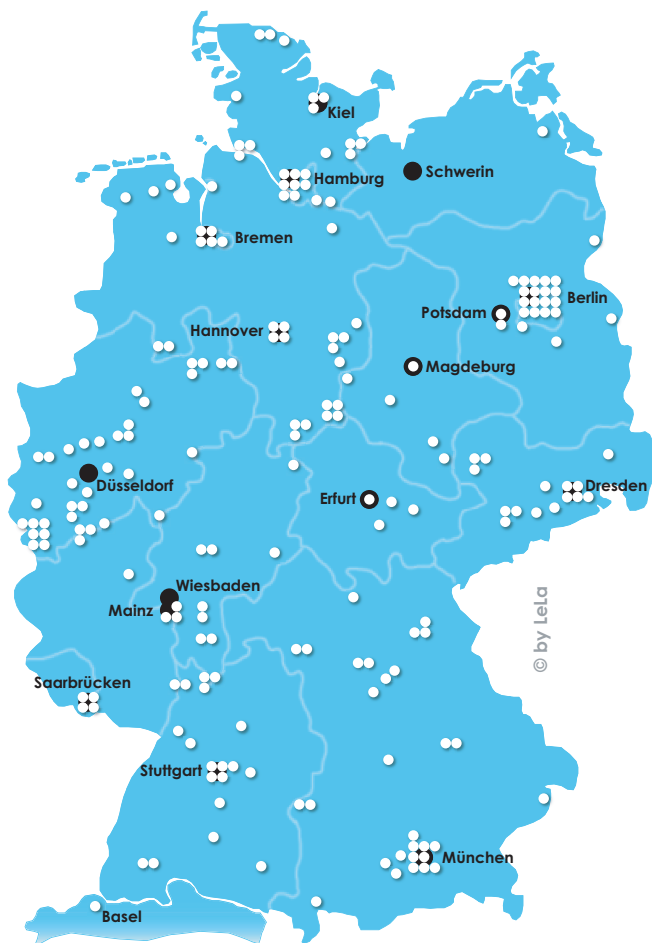 Kiel
Schwerin
Hamburg
Bremen
Berlin
Potsdam
Hannover
Magdeburg
Düsseldorf
Dresden
Erfurt
Wiesbaden
Mainz
© by LeLa
Saarbrücken
Stuttgart
München
Basel